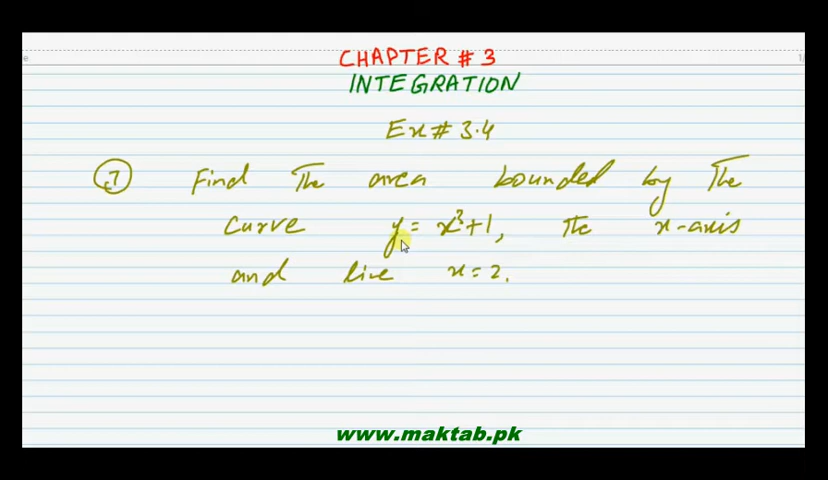 CHAPTER # 3
INTEGRATION
Ex # 3.4
Q7 Find The area bounded by The
curve y = x³+1, The x-axis
and line x = 2.
www.maktab.pk